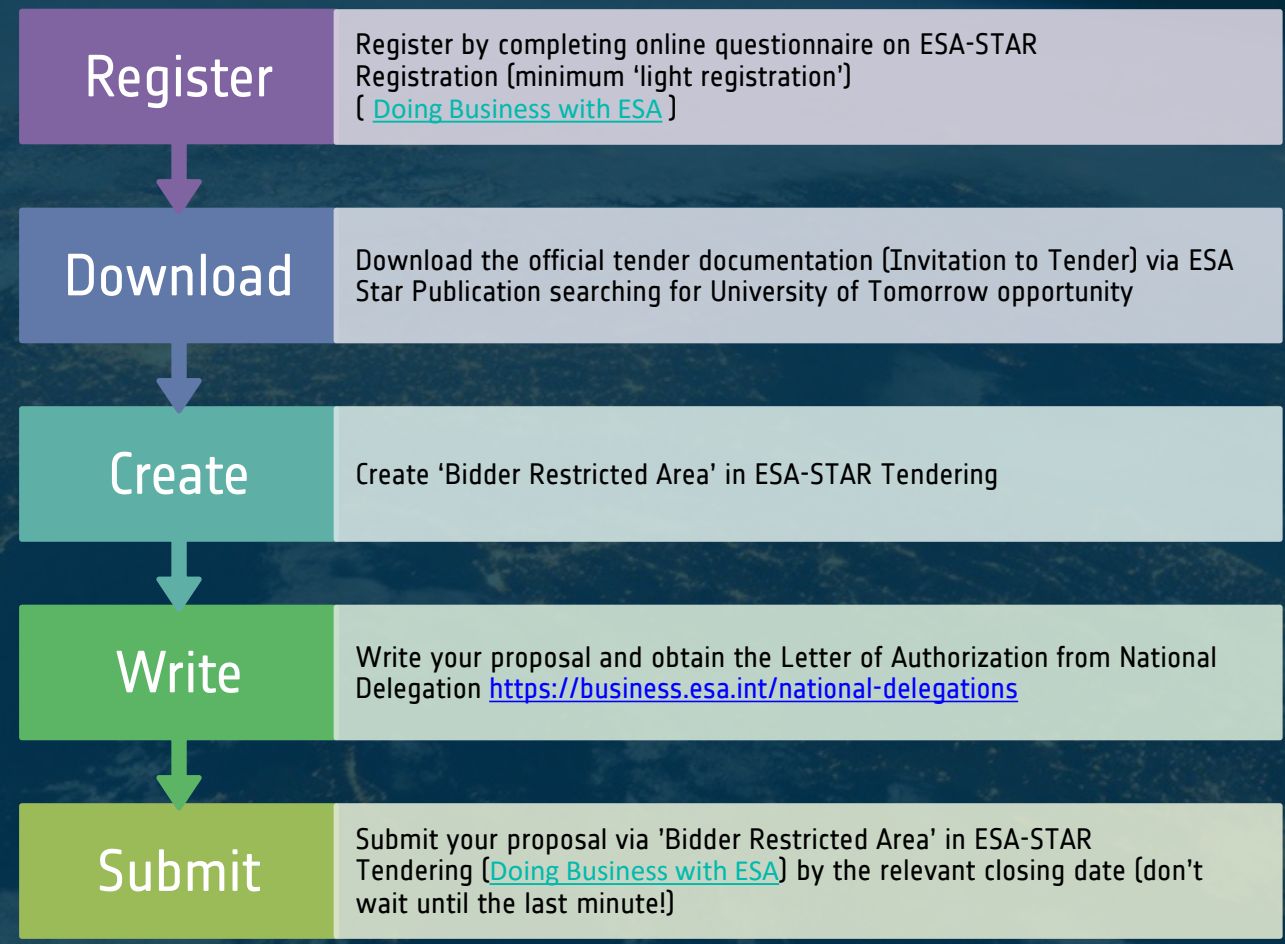 Register
Register by completing online questionnaire on ESA-STAR
Registration (minimum ‘light registration’)
( Doing Business with ESA )
Download
Download the official tender documentation (Invitation to Tender) via ESA
Star Publication searching for University of Tomorrow opportunity
Create
Create ‘Bidder Restricted Area’ in ESA-STAR Tendering
Write
Write your proposal and obtain the Letter of Authorization from National
Delegation https://business.esa.int/national-delegations
Submit
Submit your proposal via ’Bidder Restricted Area’ in ESA-STAR
Tendering (Doing Business with ESA) by the relevant closing date (don’t
wait until the last minute!)